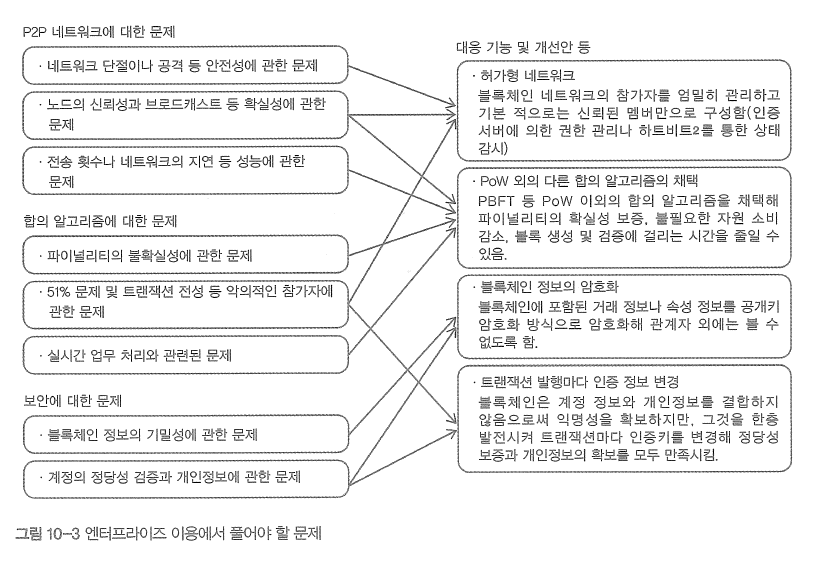 P2P 네트워크에 대한 문제
· 네트워크 단절이나 공격 등 안전성에 관한 문제
· 노드의 신뢰성과 브로드캐스트 등 확실성에 관한
문제
· 전송 횟수나 네트워크의 지연 등 성능에 관한
문제
합의 알고리즘에 대한 문제
· 파이널리티의 불확실성에 관한 문제
· 51% 문제 및 트랜잭션 전성 등 악의적인 참가자에
관한 문제
· 실시간 업무 처리와 관련된 문제
보안에 대한 문제
· 블록체인 정보의 기밀성에 관한 문제
· 계정의 정당성 검증과 개인정보에 관한 문제
대응 기능 및 개선안 등
· 허가형 네트워크
블록체인 네트워크의 참가자를 엄밀히 관리하고
기본 적으로는 신뢰된 멤버만으로 구성함(인증
서버에 의한 권한 관리나 하트비트2를 통한 상태
감시)
· PoW 외의 다른 합의 알고리즘의 채택
PBFT 등 PoW 이외의 합의 알고리즘을 채택해
파이널리티의 확실성 보증, 불필요한 자원 소비
감소, 블록 생성 및 검증에 걸리는 시간을 줄일 수
있음.
· 블록체인 정보의 암호화
블록체인에 포함된 거래 정보나 속성 정보를 공개키
암호화 방식으로 암호화해 관계자 외에는 볼 수
없도록 함.
· 트랜잭션 발행마다 인증 정보 변경
블록체인은 계정 정보와 개인정보를 결합하지
않음으로써 익명성을 확보하지만, 그것을 한층
발전시켜 트랜잭션마다 인증키를 변경해 정당성
보증과 개인정보의 확보를 모두 만족시킴.
그림 10-3 엔터프라이즈 이용에서 풀어야 할 문제